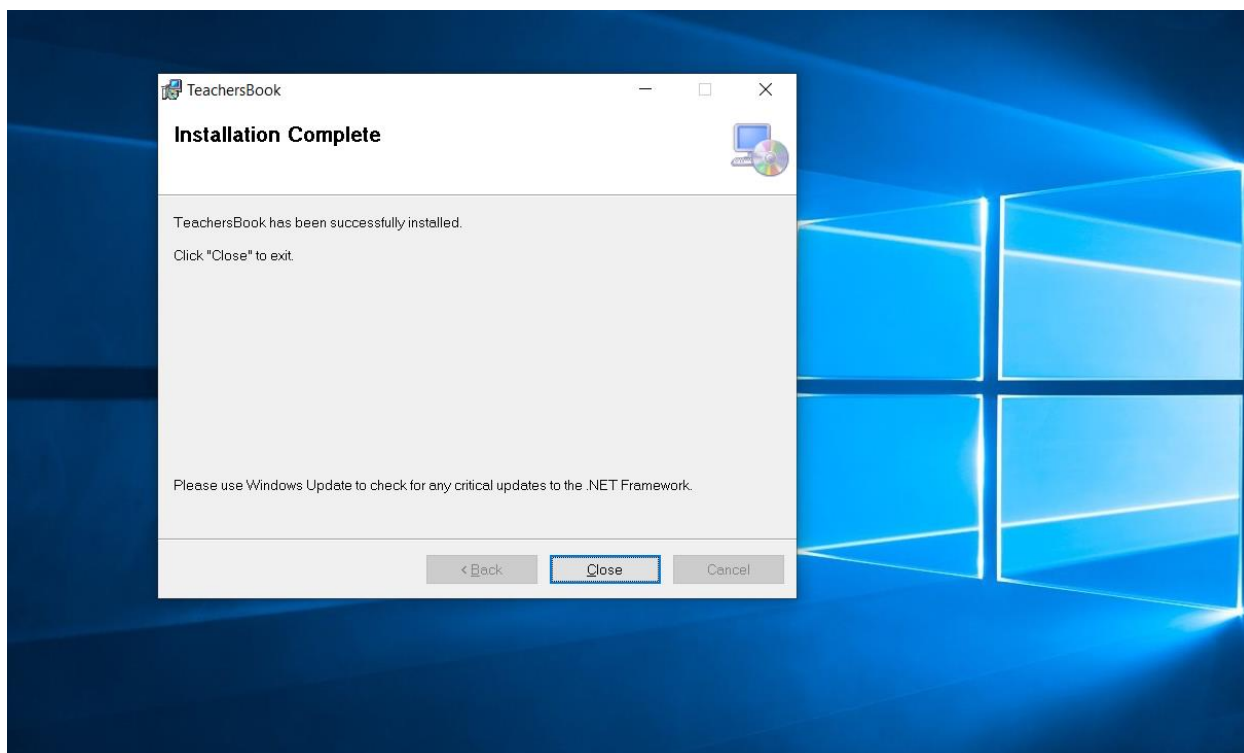 TeachersBook
Installation Complete
TeachersBook has been successfully installed.
Click "Close" to exit.
Please use Windows Update to check for any critical updates to the .NET Framework.
< Back
Close
Cancel